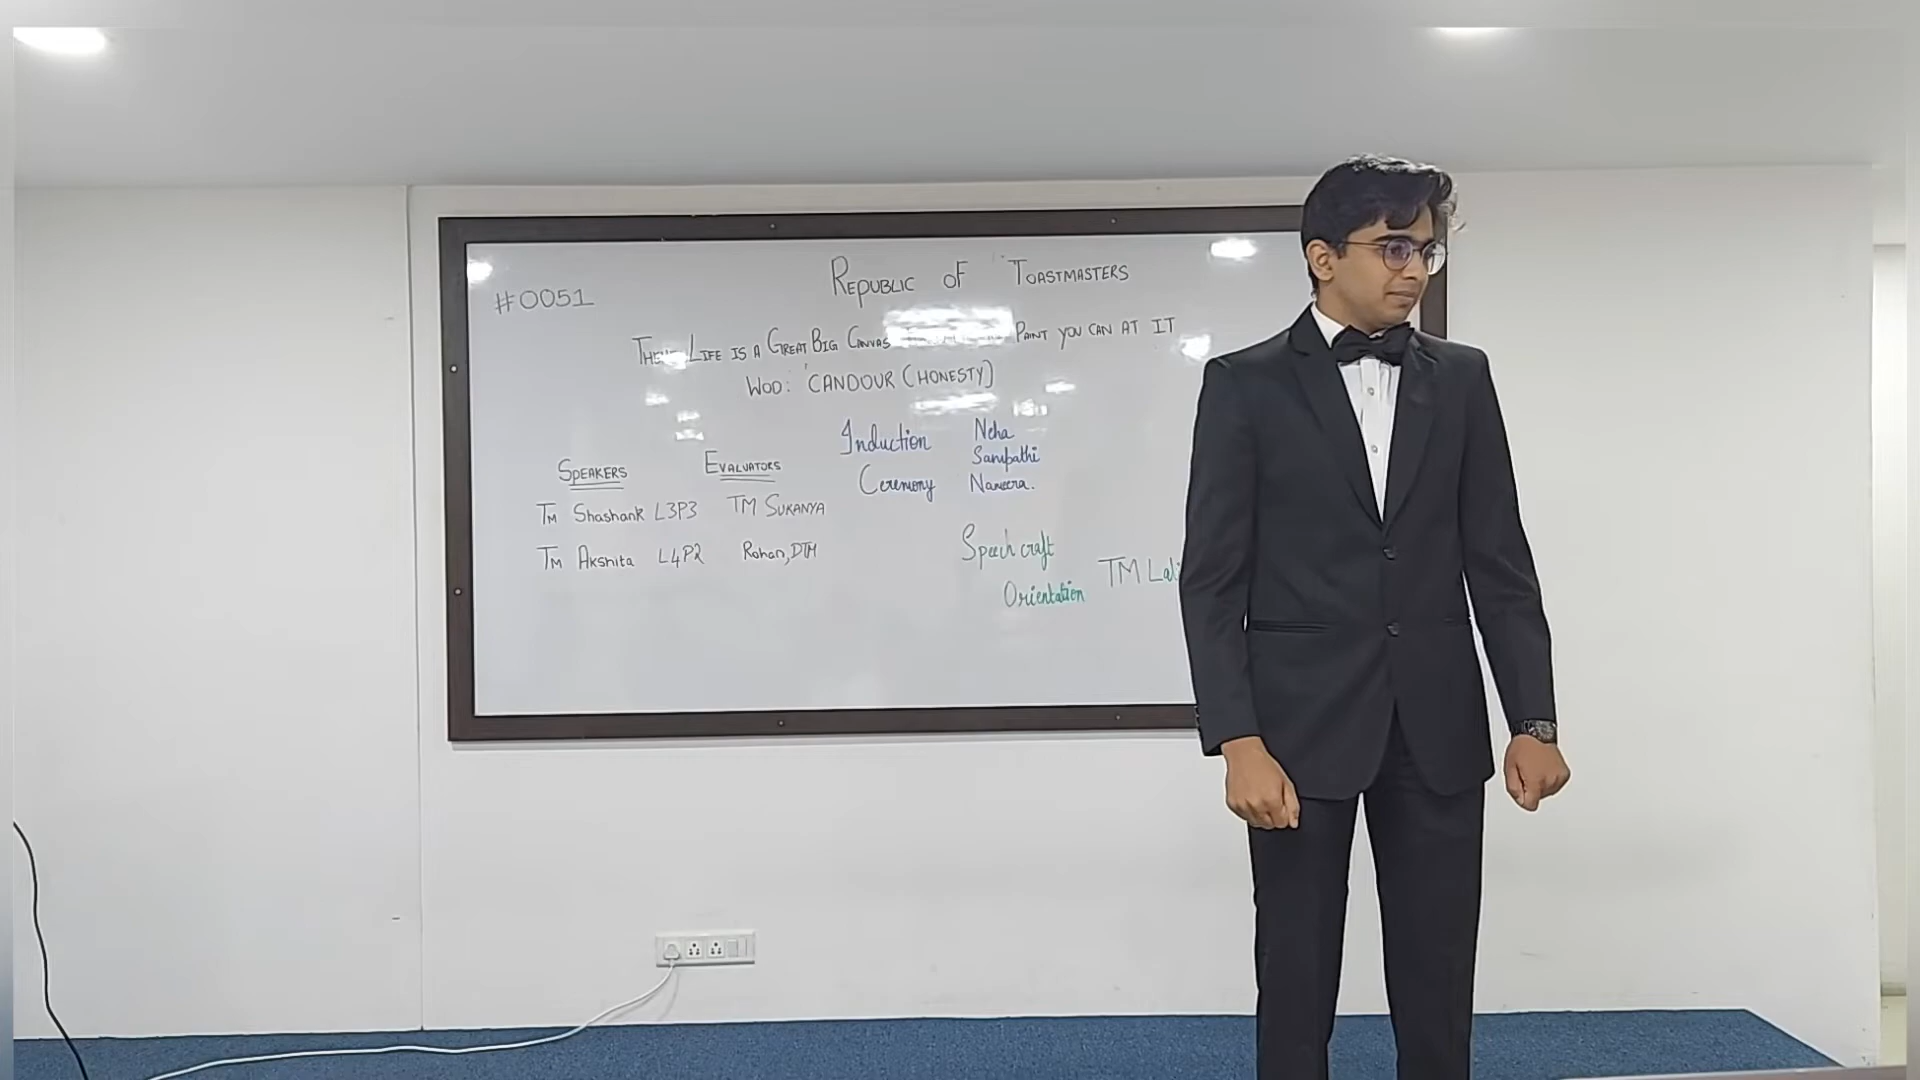 #0051
REPUBLIC OF TOASTMASTERS
LIFE IS A GREAT BIG CANVAS PAINT YOU CAN AT IT
WOD: 'CANDOUR (HONESTY)
Induction Ceremony
Neha
Naveera.
SPEAKERS
TM Shashank L3P3
TM Akshita L4P2
EVALUATORS
TM SUKANYA
Rohan, DTM
Speech craft
Orientation
TM